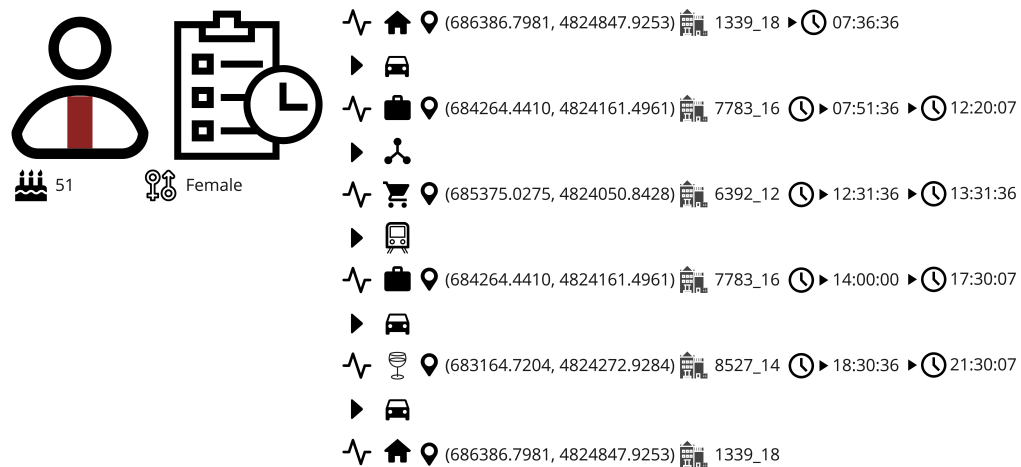 51
Female
(686386.7981, 4824847.9253) 1339_18 07:36:36
(684264.4410, 4824161.4961) 7783_16 07:51:36 12:20:07
(685375.0275, 4824050.8428) 6392_12 12:31:36 13:31:36
(684264.4410, 4824161.4961) 7783_16 14:00:00 17:30:07
(683164.7204, 4824272.9284) 8527_14 18:30:36 21:30:07
(686386.7981, 4824847.9253) 1339_18